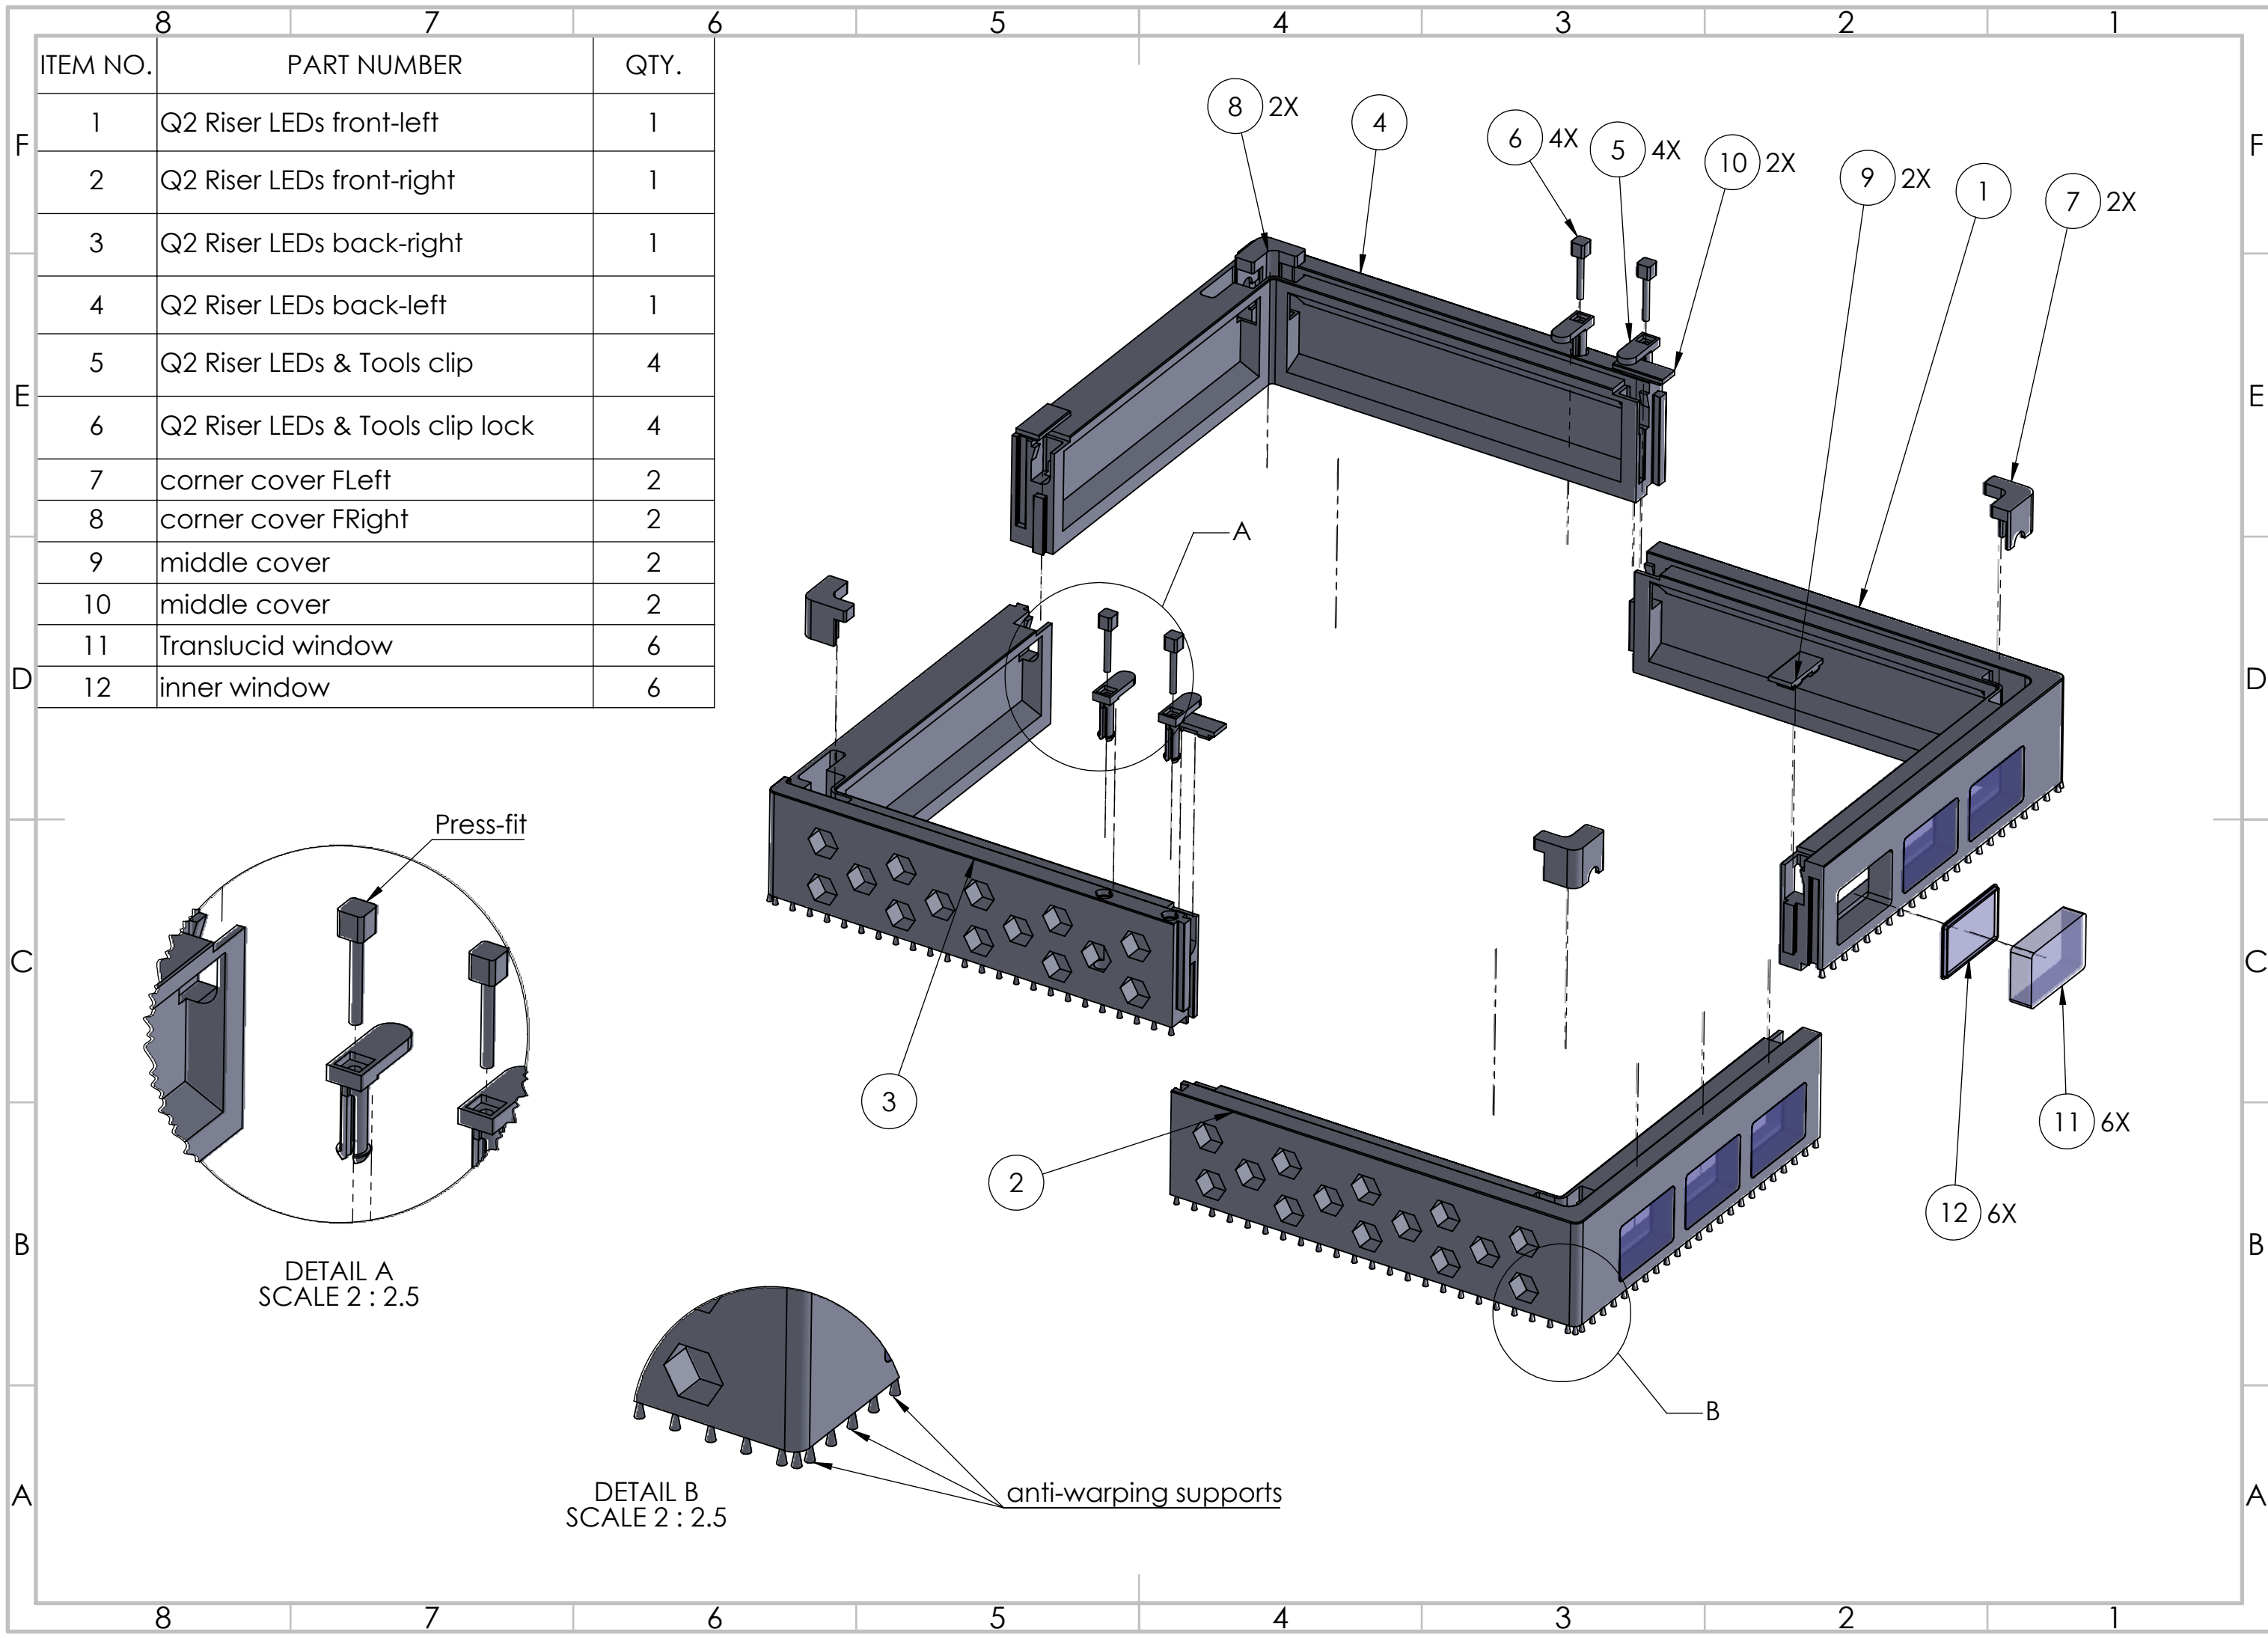 8 7 6 5 4 3 2 1
ITEM NO. PART NUMBER QTY.
1 Q2 Riser LEDs front-left 1
2 Q2 Riser LEDs front-right 1
3 Q2 Riser LEDs back-right 1
4 Q2 Riser LEDs back-left 1
5 Q2 Riser LEDs & Tools clip 4
6 Q2 Riser LEDs & Tools clip lock 4
7 corner cover FLeft 2
8 corner cover FRight 2
9 middle cover 2
10 middle cover 2
11 Translucid window 6
12 inner window 6
F
E
D
C
B
A
8 2X
4
6 4X
5 4X
10 2X
9 2X
1
7 2X
A
Press-fit
3
2
11 6X
12 6X
DETAIL A
SCALE 2 : 2.5
B
anti-warping supports
DETAIL B
SCALE 2 : 2.5
F
E
D
C
B
A
8 7 6 5 4 3 2 1